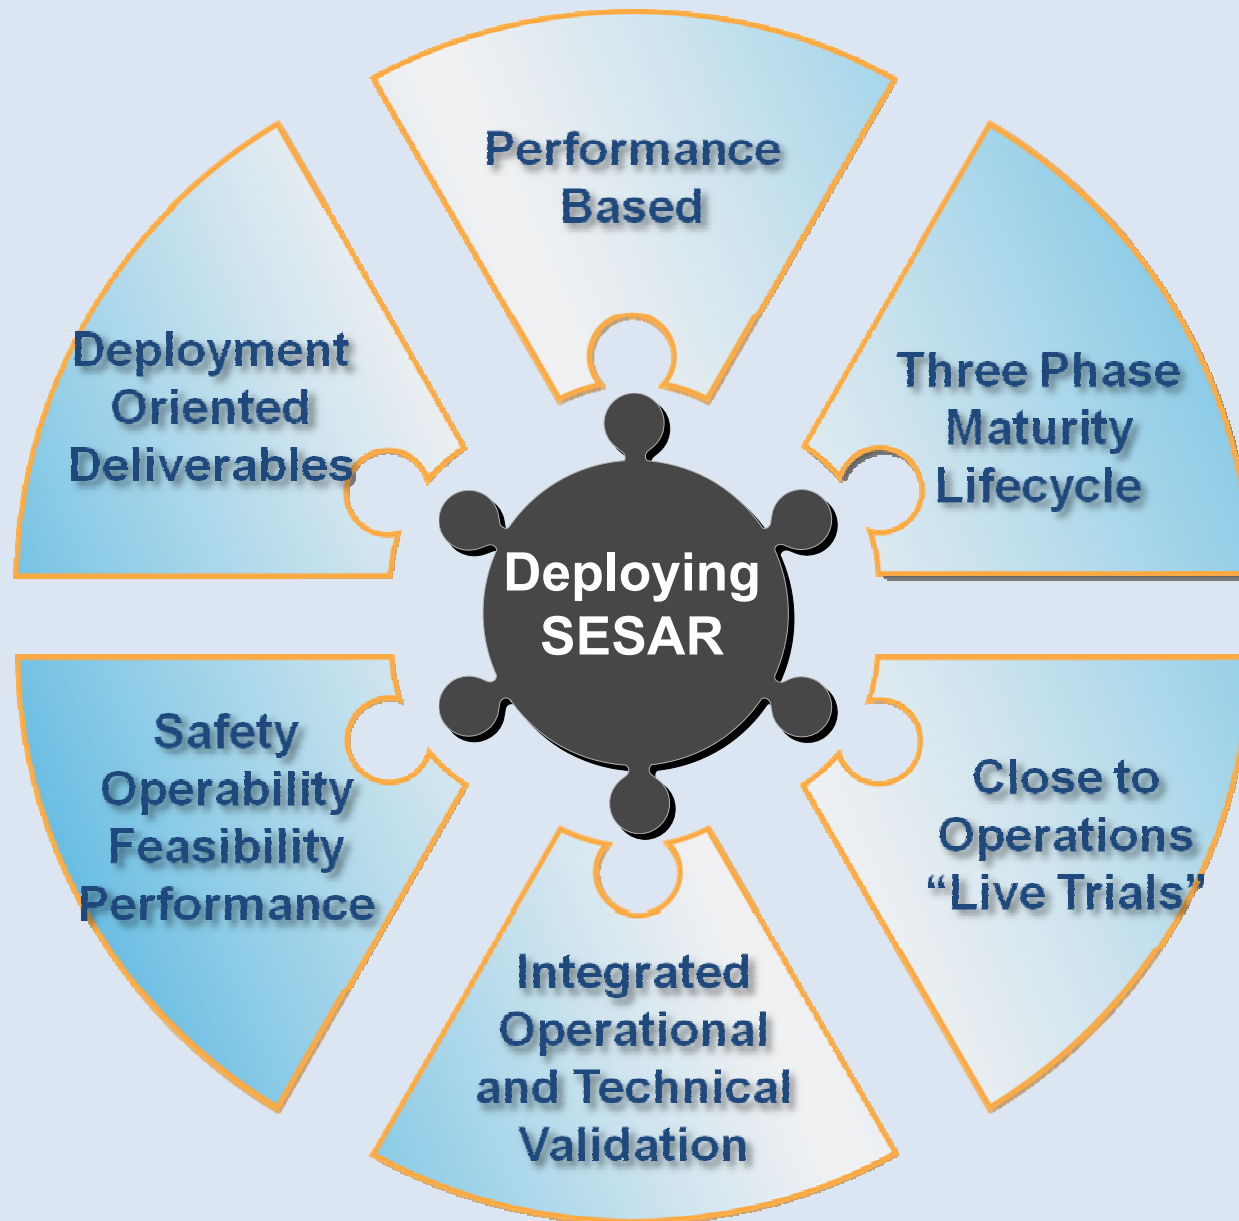 Performance
Based
Three Phase
Maturity
Lifecycle
Close to
Operations
“Live Trials”
Integrated
Operational
and Technical
Validation
Safety
Operability
Feasibility
Performance
Deployment
Oriented
Deliverables
Deploying
SESAR